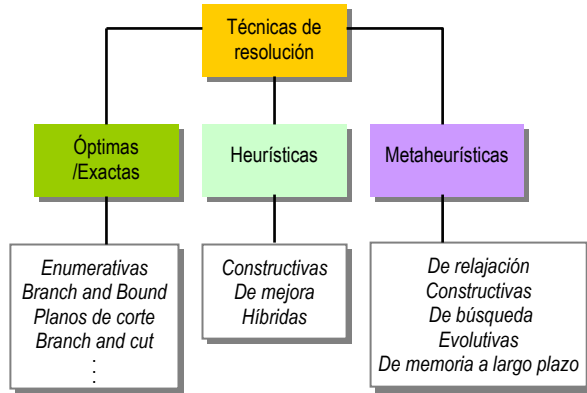 Técnicas de
resolución
Óptimas
/Exactas
Heurísticas
Metaheurísticas
Enumerativas
Branch and Bound
Planos de corte
Branch and cut
⋮
Constructivas
De mejora
Híbridas
De relajación
Constructivas
De búsqueda
Evolutivas
De memoria a largo plazo